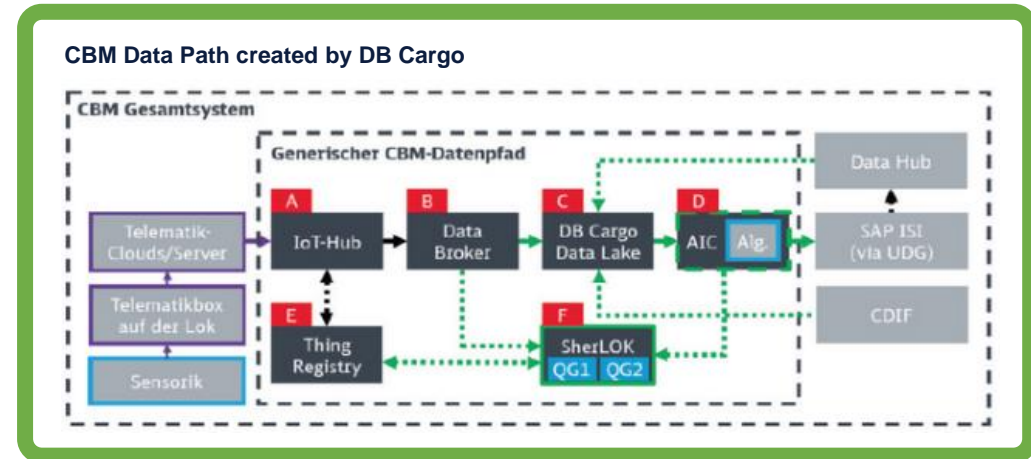 CBM Data Path created by DB Cargo
CBM Gesamtsystem
Generischer CBM-Datenpfad
Data Hub
A
B
C
D
Telematik-
Clouds/Server
IoT-Hub
Data
Broker
DB Cargo
Data Lake
AIC
Alg.
SAP ISI
(via UDG)
Telematikbox
auf der Lok
E
F
CDIF
Thing
Registry
SherLOK
QG1
QG2
Sensorik